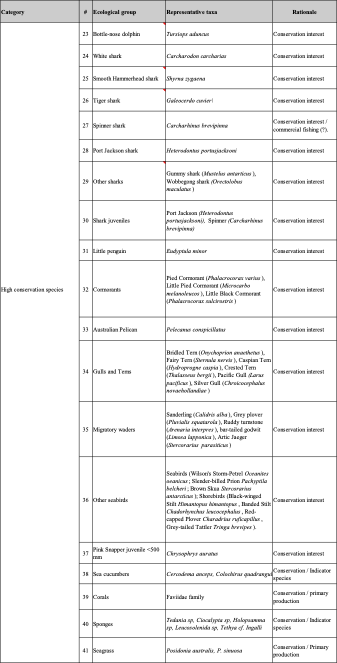 Category # Ecological group Representative taxa Rationale
23 Bottle-nose dolphin Tursiops aduncus Conservation interest
24 White shark Carcharodon carcharias Conservation interest
25 Smooth Hammerhead shark Shyrna zygaena Conservation interest
26 Tiger shark Galeocerdo cuvieri Conservation interest
27 Spinner shark Carcharhinus brevipinna Conservation interest /
commercial fishing (?).
28 Port Jackson shark Heterodontus portusjacksoni Conservation interest
29 Other sharks Gummy shark (Mustelus antarticus ),
Wobbegong shark (Orectolobus
maculatus )
Conservation interest
30 Shark juveniles Port Jackson (Heterodontus
portusjacksoni), Spinner (Carcharhinus
brevipinna)
Conservation interest
31 Little penguin Eudyptula minor Conservation interest
High conservation species
32 Cormorants Pied Cormorant (Phalacrocorax varius ),
Little Pied Cormorant (Microcarbo
melanoleucos ), Little Black Cormorant
(Phalacrocorax sulcirostris )
Conservation interest
33 Australian Pelican Pelecanus conspicillatus Conservation interest
34 Gulls and Terns Bridled Tern (Onychoprion anaethetus ),
Fairy Tern (Sternula nereis ), Caspian Tern
(Hydroprogne caspia ), Crested Tern
(Thalasseus bergii ), Pacific Gull (Larus
pacificus ), Silver Gull (Chroicocephalus
novaehollandiae )
Conservation interest
35 Migratory waders Sanderling (Calidris alba ), Grey plover
(Pluvialis squatarola ), Ruddy turnstone
(Arenaria interpres ), bar-tailed godwit
(Limosa lapponica ), Artic Jaeger
(Stercorarius parasiticus )
Conservation interest
36 Other seabirds Seabirds (Wilson's Storm-Petrel Oceanites
oceanicus ; Slender-billed Prion Pachyptila
belcheri ; Brown Skua Stercorarius
antarcticus ); Shorebirds (Black-winged
Stilt Himantopus himantopus , Banded Stilt
Cladorhynchus leucocephalus , Red-
capped Plover Charadrius ruficapillus ,
Grey-tailed Tattler Tringa brevipes ).
Conservation interest
37 Pink Snapper juvenile <500
mm
Chrysophrys auratus Conservation interest
38 Sea cucumbers Cercodema anceps, Colochirus quadrangul Conservation / Indicator
species
39 Corals Faviidae family Conservation / primary
production
40 Sponges Tedania sp, Ciocalypta sp, Holopsamma
sp, Leucosolenida sp, Tethya cf. Ingalli
Conservation / Indicator
species
41 Seagrass Posidonia australis, P. sinuosa Conservation / Primary
production